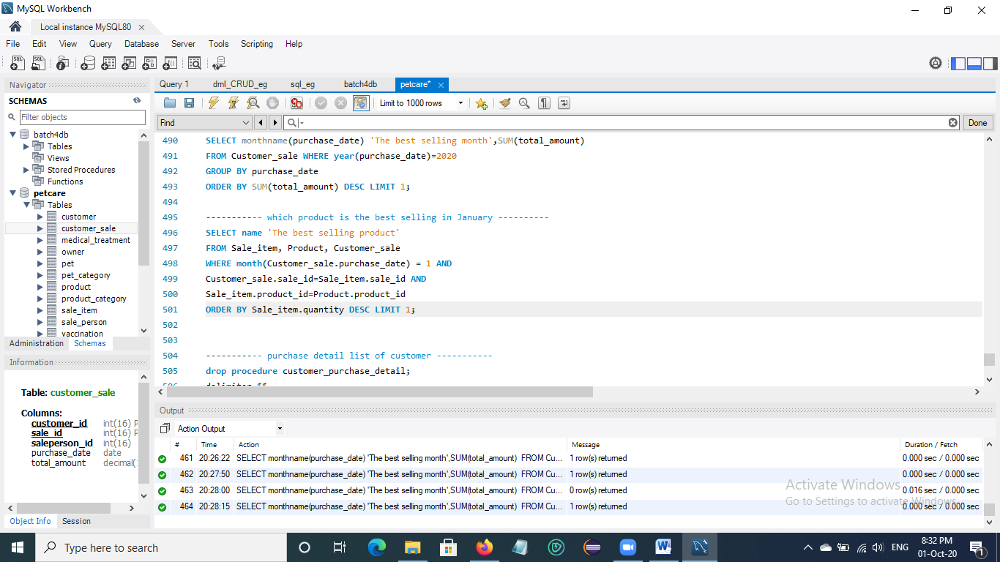 MySQL Workbench
Local instance MySQL80
File Edit View Query Database Server Tools Scripting Help
Navigator
SCHEMAS
Filter objects
batch4db
Tables
Views
Stored Procedures
Functions
petcare
Tables
customer
customer_sale
medical_treatment
owner
pet
pet_category
product
product_category
sale_item
sale_person
vaccination
Administration Schemas
Information
Table: customer_sale
Columns:
customer_id int(16) P
sale_id int(16) P
saleperson_id int(16)
purchase_date date
total_amount decimal(
Object Info Session
Query 1 dml_CRUD_eg sql_eg batch4db petcare*
Limit to 1000 rows
Find Done
490 SELECT monthname(purchase_date) 'The best selling month',SUM(total_amount)
491 FROM Customer_sale WHERE year(purchase_date)=2020
492 GROUP BY purchase_date
493 ORDER BY SUM(total_amount) DESC LIMIT 1;
494
495 ----------- which product is the best selling in January ----------
496 SELECT name 'The best selling product'
497 FROM Sale_item, Product, Customer_sale
498 WHERE month(Customer_sale.purchase_date) = 1 AND
499 Customer_sale.sale_id=Sale_item.sale_id AND
500 Sale_item.product_id=Product.product_id
501 ORDER BY Sale_item.quantity DESC LIMIT 1;
502
503
504 ----------- purchase detail list of customer -----------
505 drop procedure customer_purchase_detail;
506 delimiter $$
Output
Action Output
# Time Action Message Duration / Fetch
461 20:26:22 SELECT monthname(purchase_date) 'The best selling month',SUM(total_amount) FROM Cu... 1 row(s) returned 0.000 sec / 0.000 sec
462 20:27:50 SELECT monthname(purchase_date) 'The best selling month',SUM(total_amount) FROM Cu... 1 row(s) returned 0.000 sec / 0.000 sec
463 20:28:00 SELECT monthname(purchase_date) 'The best selling month',SUM(total_amount) FROM Cu... 0 row(s) returned 0.016 sec / 0.000 sec
464 20:28:15 SELECT monthname(purchase_date) 'The best selling month',SUM(total_amount) FROM Cu... 1 row(s) returned 0.000 sec / 0.000 sec
Activate Windows
Go to Settings to activate Windows.
Type here to search
ENG
8:32 PM
01-Oct-20
1